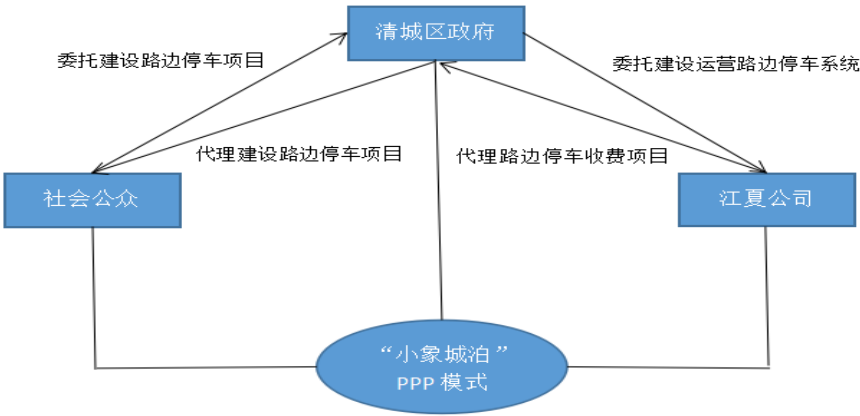 清城区政府
委托建设路边停车项目
委托建设运营路边停车系统
代理建设路边停车项目
代理路边停车收费项目
社会公众
江夏公司
“小象城泊”
PPP 模式